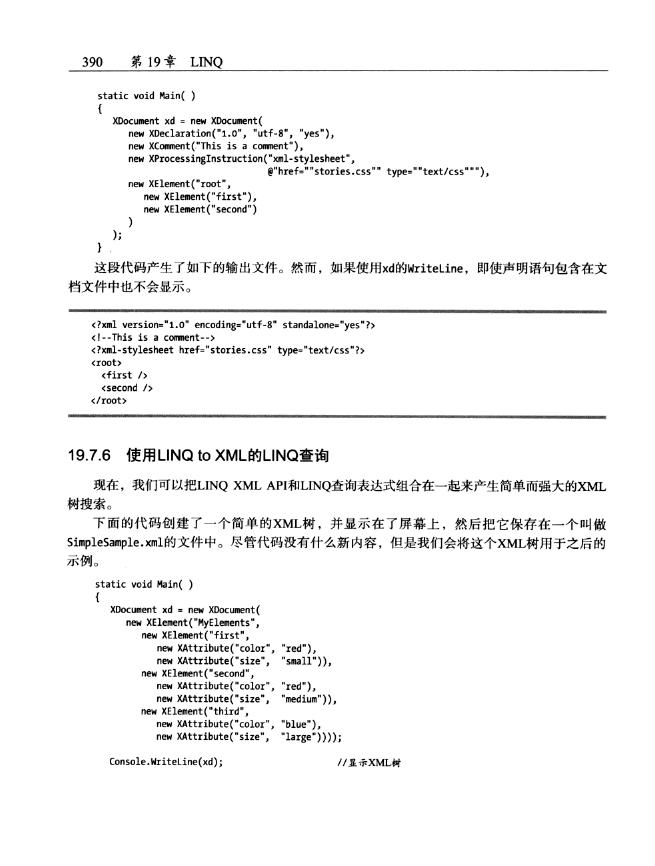 390 第19章 LINQ
static void Main( )
{
XDocument xd = new XDocument(
new XDeclaration("1.0", "utf-8", "yes"),
new XComment("This is a comment"),
new XProcessingInstruction("xml-stylesheet",
@"href=""stories.css"" type=""text/css"""),
new XElement("root",
new XElement("first"),
new XElement("second")
)
);
}
这段代码产生了如下的输出文件。然而，如果使用xd的WriteLine，即使声明语句包含在文
档文件中也不会显示。
<?xml version="1.0" encoding="utf-8" standalone="yes"?>
<!--This is a comment-->
<?xml-stylesheet href="stories.css" type="text/css"?>
<root>
<first />
<second />
</root>
19.7.6 使用LINQ to XML的LINQ查询
现在，我们可以把LINQ XML API和LINQ查询表达式组合在一起来产生简单而强大的XML
树搜索。
下面的代码创建了一个简单的XML树，并显示在了屏幕上，然后把它保存在一个叫做
SimpleSample.xml的文件中。尽管代码没有什么新内容，但是我们会将这个XML树用于之后的
示例。
static void Main( )
{
XDocument xd = new XDocument(
new XElement("MyElements",
new XElement("first",
new XAttribute("color", "red"),
new XAttribute("size", "small")),
new XElement("second",
new XAttribute("color", "red"),
new XAttribute("size", "medium")),
new XElement("third",
new XAttribute("color", "blue"),
new XAttribute("size", "large"))));
Console.WriteLine(xd); //显示XML树